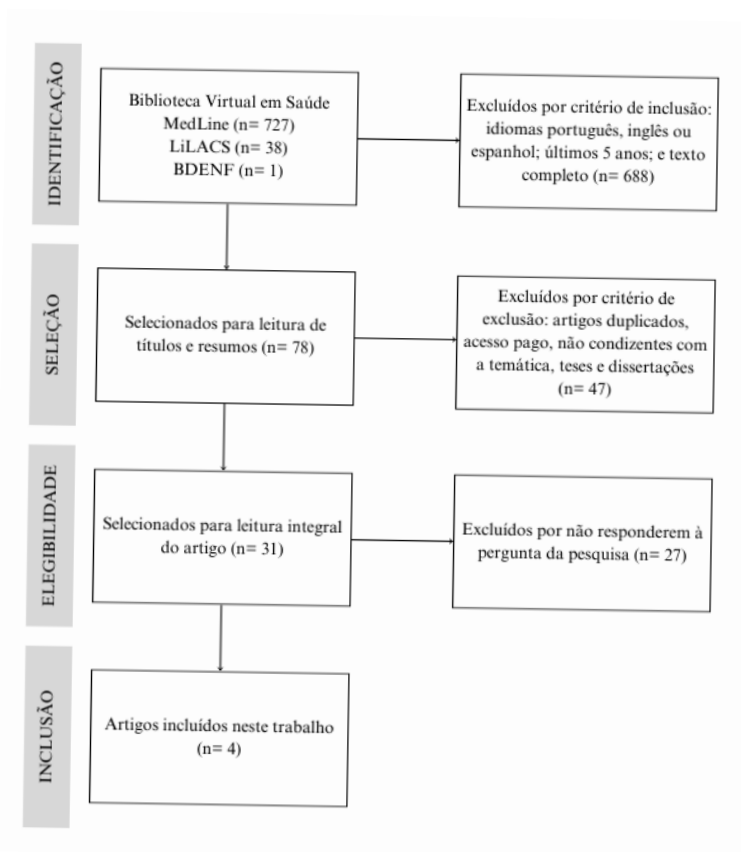 IDENTIFICAÇÃO
Biblioteca Virtual em Saúde
MedLine (n= 727)
LiLACS (n= 38)
BDENF (n= 1)
Excluídos por critério de inclusão:
idiomas português, inglês ou
espanhol; últimos 5 anos; e texto
completo (n= 688)
SELEÇÃO
Selecionados para leitura de
títulos e resumos (n= 78)
Excluídos por critério de
exclusão: artigos duplicados,
acesso pago, não condizentes com
a temática, teses e dissertações
(n= 47)
ELEGIBILIDADE
Selecionados para leitura integral
do artigo (n= 31)
Excluídos por não responderem à
pergunta da pesquisa (n= 27)
INCLUSÃO
Artigos incluídos neste trabalho
(n= 4)